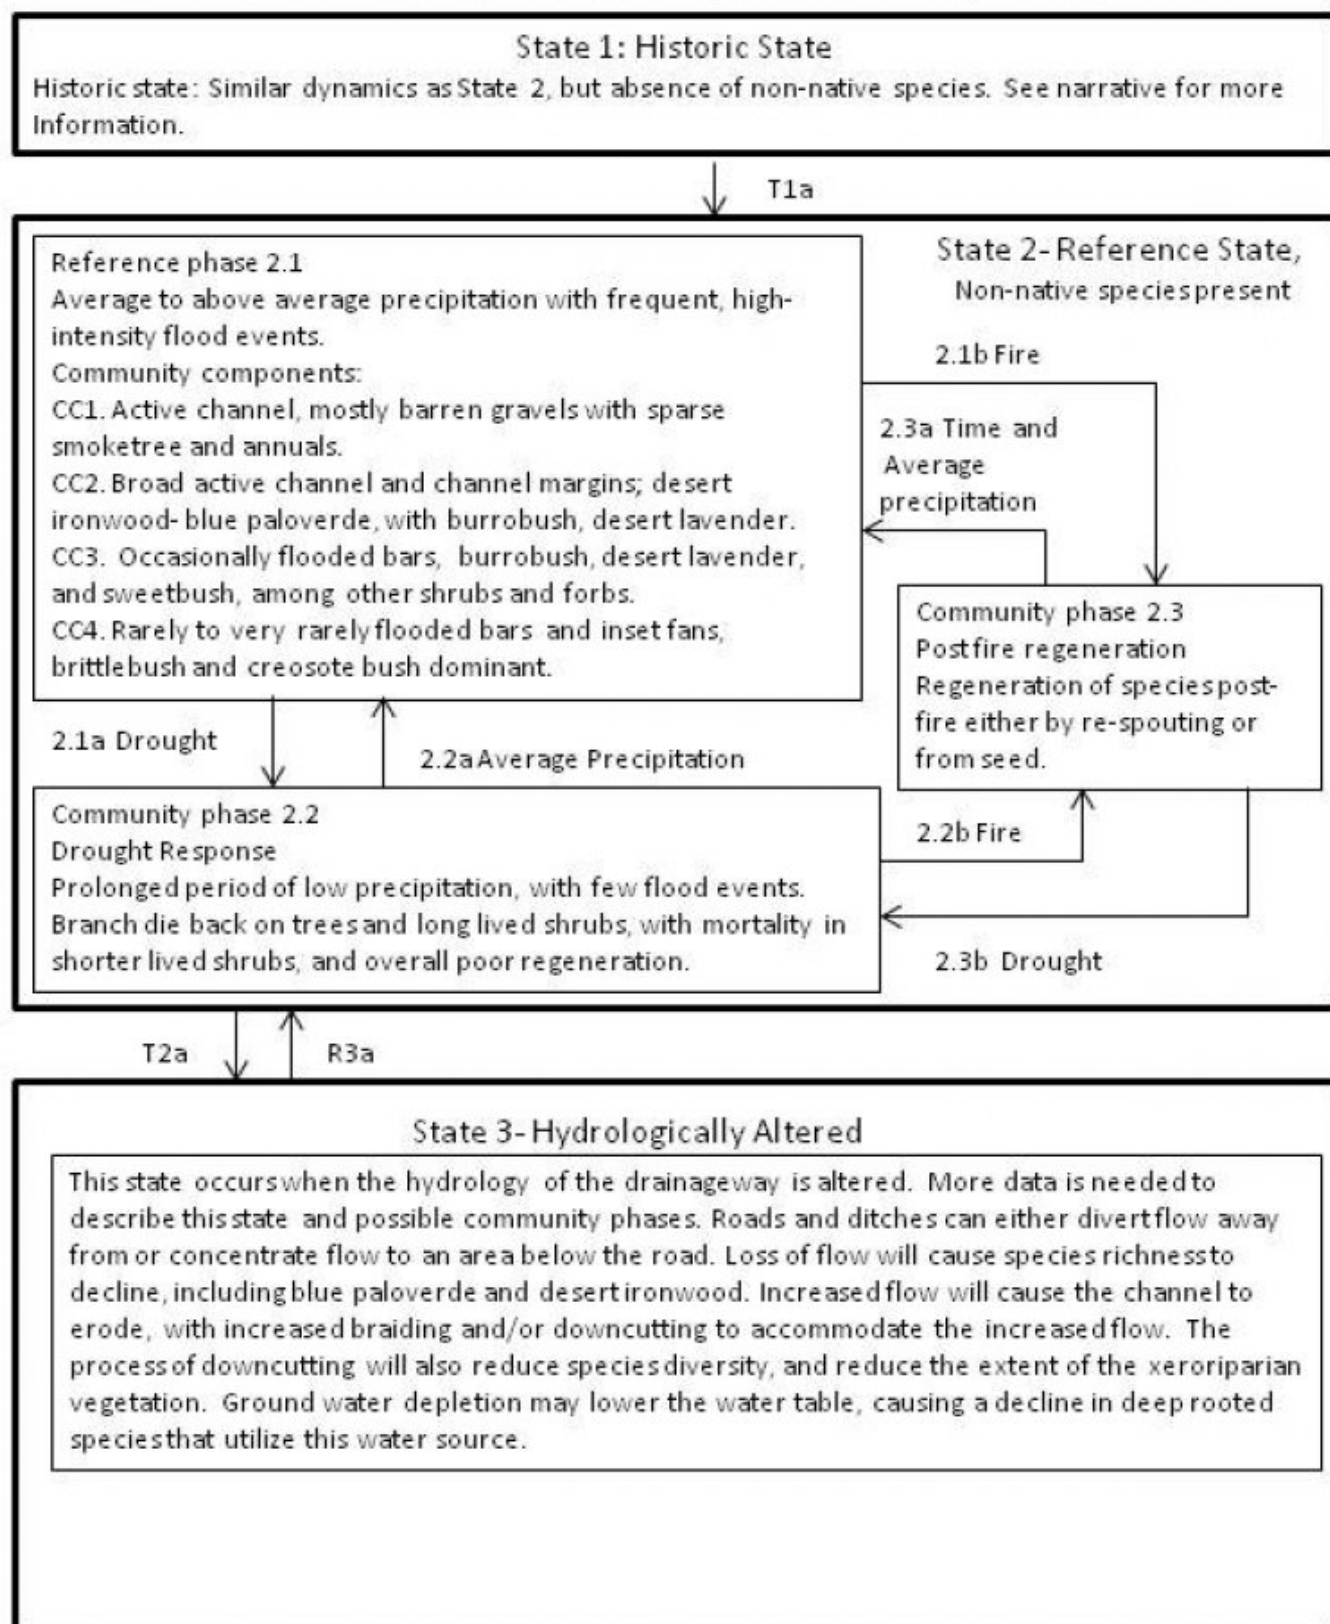 State 1: Historic State
Historic state: Similar dynamics as State 2, but absence of non-native species. See narrative for more
Information.
T1a
State 2- Reference State,
Non-native species present
Reference phase 2.1
Average to above average precipitation with frequent, high-
intensity flood events.
Community components:
CC1. Active channel, mostly barren gravels with sparse
smoketree and annuals.
CC2. Broad active channel and channel margins; desert
ironwood- blue paloverde, with burrobush, desert lavender.
CC3. Occasionally flooded bars, burrobush, desert lavender,
and sweetbush, among other shrubs and forbs.
CC4. Rarely to very rarely flooded bars and inset fans,
brittlebush and creosote bush dominant.
2.1b Fire
2.3a Time and
Average
precipitation
Community phase 2.3
Postfire regeneration
Regeneration of species post-
fire either by re-spouting or
from seed.
2.1a Drought
2.2a Average Precipitation
Community phase 2.2
Drought Response
Prolonged period of low precipitation, with few flood events.
Branch die back on trees and long lived shrubs, with mortality in
shorter lived shrubs, and overall poor regeneration.
2.2b Fire
2.3b Drought
T2a
R3a
State 3- Hydrologically Altered
This state occurs when the hydrology of the drainageway is altered. More data is needed to
describe this state and possible community phases. Roads and ditches can either divert flow away
from or concentrate flow to an area below the road. Loss of flow will cause species richness to
decline, including blue paloverde and desert ironwood. Increased flow will cause the channel to
erode, with increased braiding and/or downcutting to accommodate the increased flow. The
process of downcutting will also reduce species diversity, and reduce the extent of the xeroriparian
vegetation. Ground water depletion may lower the water table, causing a decline in deep rooted
species that utilize this water source.